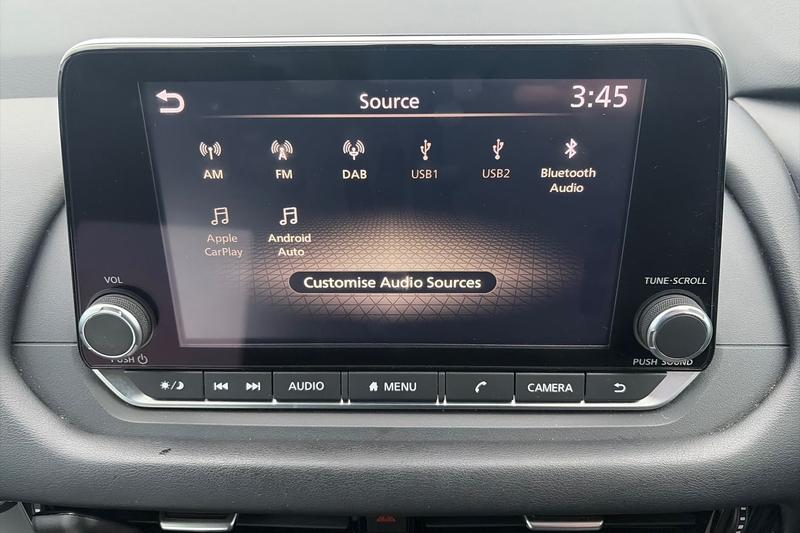 Source
3:45
AM
FM
DAB
USB1
USB2
Bluetooth
Audio
Apple
CarPlay
Android
Auto
Customise Audio Sources
VOL
PUSH
TUNE·SCROLL
PUSH SOUND
AUDIO
MENU
CAMERA